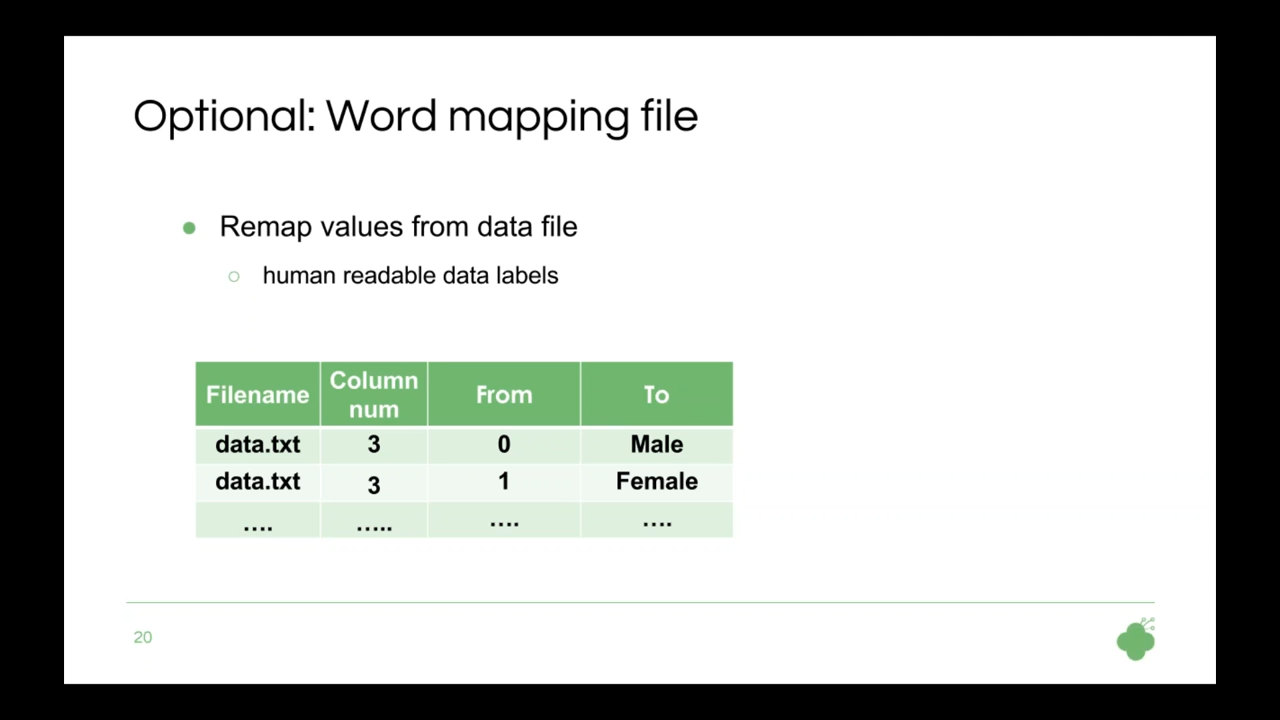 Optional: Word mapping file
Remap values from data file
human readable data labels
Filename Column num From To
data.txt 3 0 Male
data.txt 3 1 Female
…. ….. …. ….
20